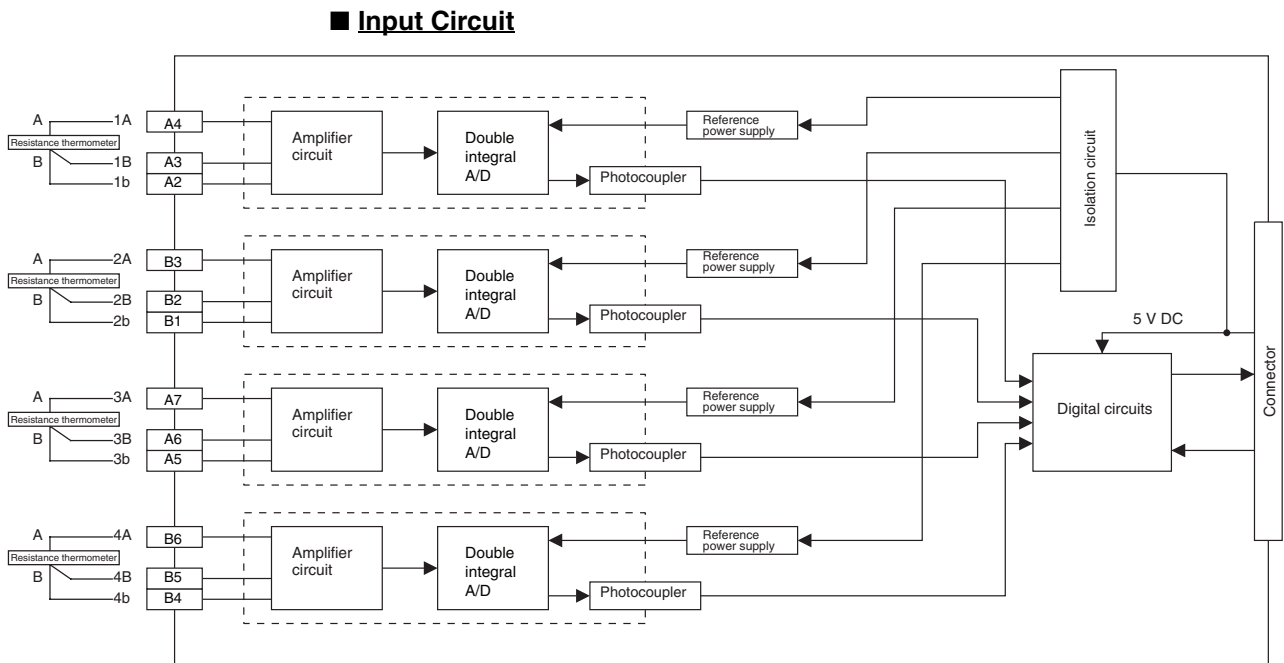 ■ Input Circuit
A
1A
A4
Resistance thermometer
B
1B
A3
1b
A2
Amplifier
circuit
Double
integral
A/D
Reference
power supply
Photocoupler
Isolation circuit
A
2A
B3
Resistance thermometer
B
2B
B2
2b
B1
Amplifier
circuit
Double
integral
A/D
Reference
power supply
Photocoupler
5 V DC
Connector
Digital circuits
A
3A
A7
Resistance thermometer
B
3B
A6
3b
A5
Amplifier
circuit
Double
integral
A/D
Reference
power supply
Photocoupler
A
4A
B6
Resistance thermometer
B
4B
B5
4b
B4
Amplifier
circuit
Double
integral
A/D
Reference
power supply
Photocoupler